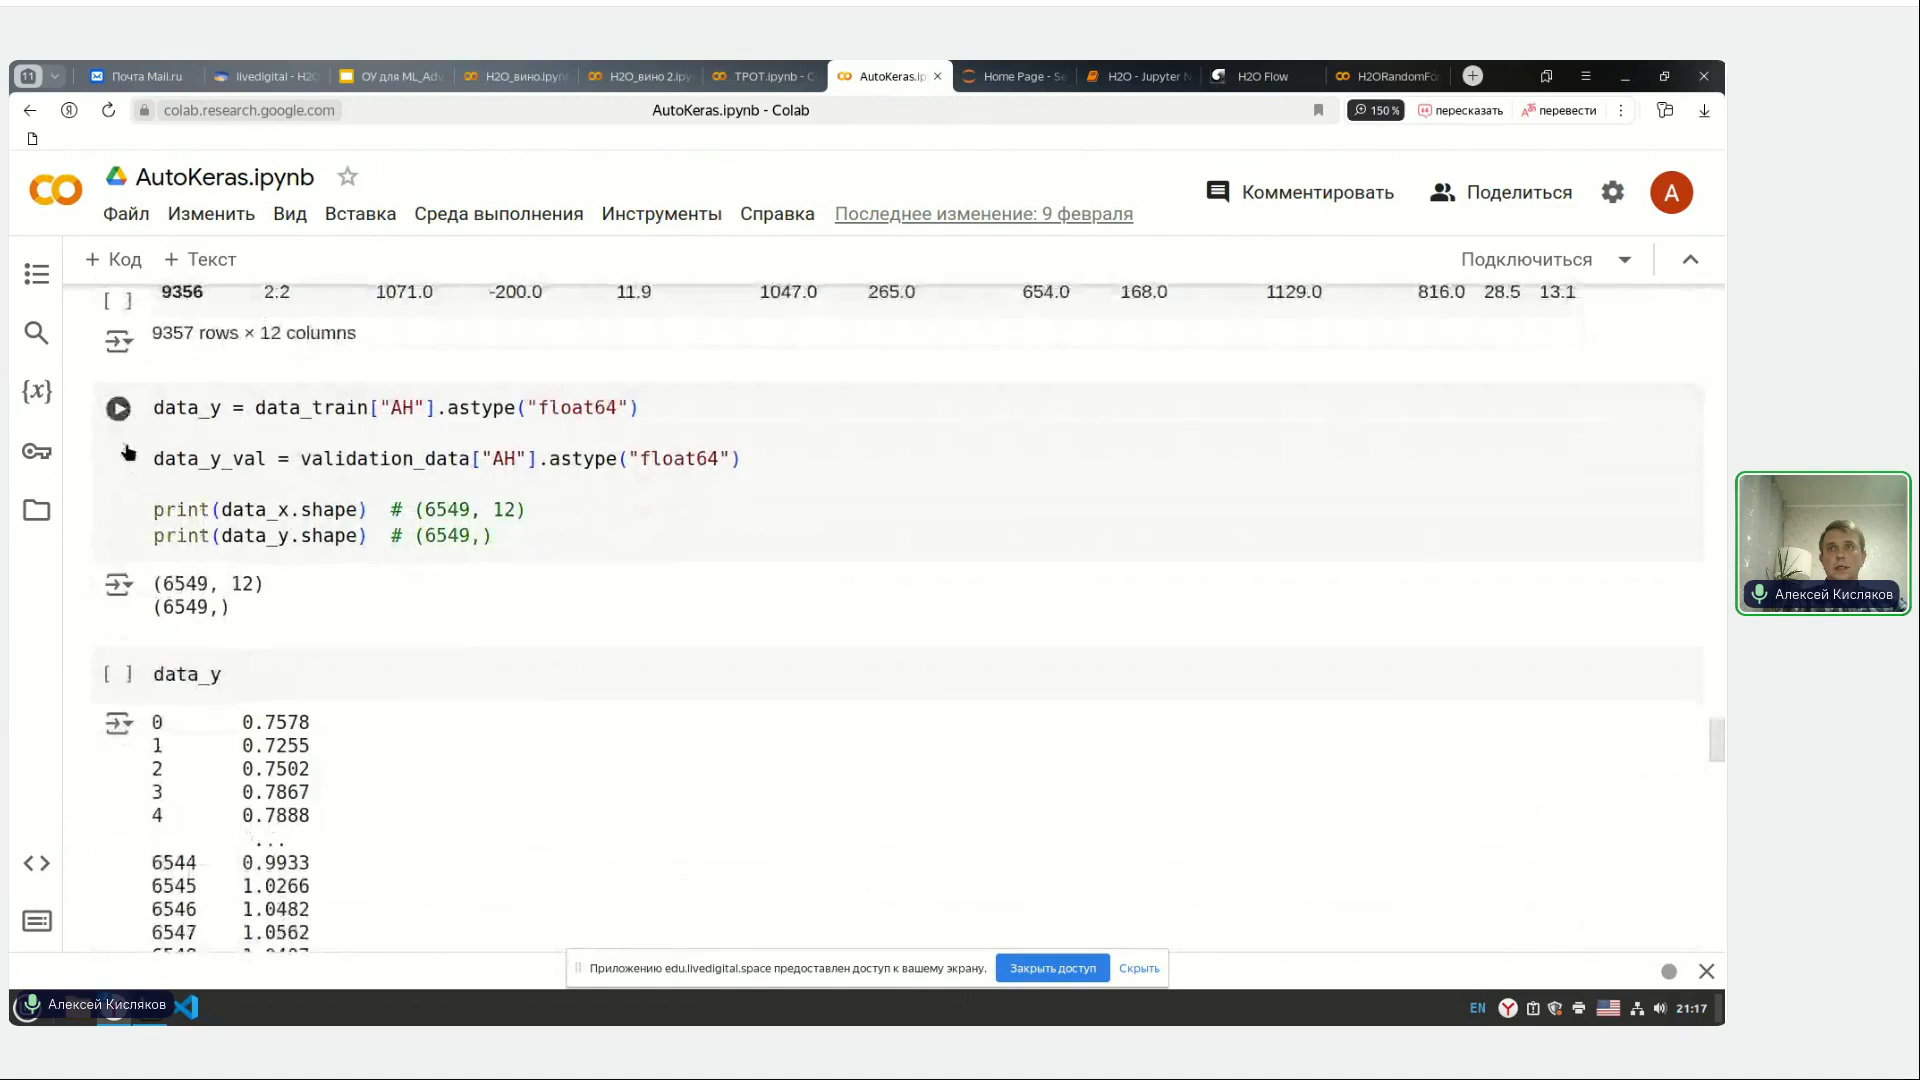 11
Почта Mail.ru
livedigital - H2O
ОУ для ML_Adv
H2O_вино.ipyn
H2O_вино 2.ipy
TPOT.ipynb - C
AutoKeras.ip
Home Page - Se
H2O - Jupyter N
H2O Flow
H2ORandomFo
colab.research.google.com
AutoKeras.ipynb - Colab
150 %
пересказать
перевести
AutoKeras.ipynb
Комментировать
Поделиться
A
Файл
Изменить
Вид
Вставка
Среда выполнения
Инструменты
Справка
Последнее изменение: 9 февраля
+ Код
+ Текст
Подключиться
[ ] 9356 2:2 1071.0 -200.0 11.9 1047.0 265.0 654.0 168.0 1129.0 816.0 28.5 13.1
9357 rows × 12 columns
data_y = data_train["AH"].astype("float64")
data_y_val = validation_data["AH"].astype("float64")
print(data_x.shape) # (6549, 12)
print(data_y.shape) # (6549,)
(6549, 12)
(6549,)
[ ] data_y
0 0.7578
1 0.7255
2 0.7502
3 0.7867
4 0.7888
...
6544 0.9933
6545 1.0266
6546 1.0482
6547 1.0562
Приложению edu.livedigital.space предоставлен доступ к вашему экрану.
Закрыть доступ
Скрыть
Алексей Кисляков
EN
21:17
Алексей Кисляков